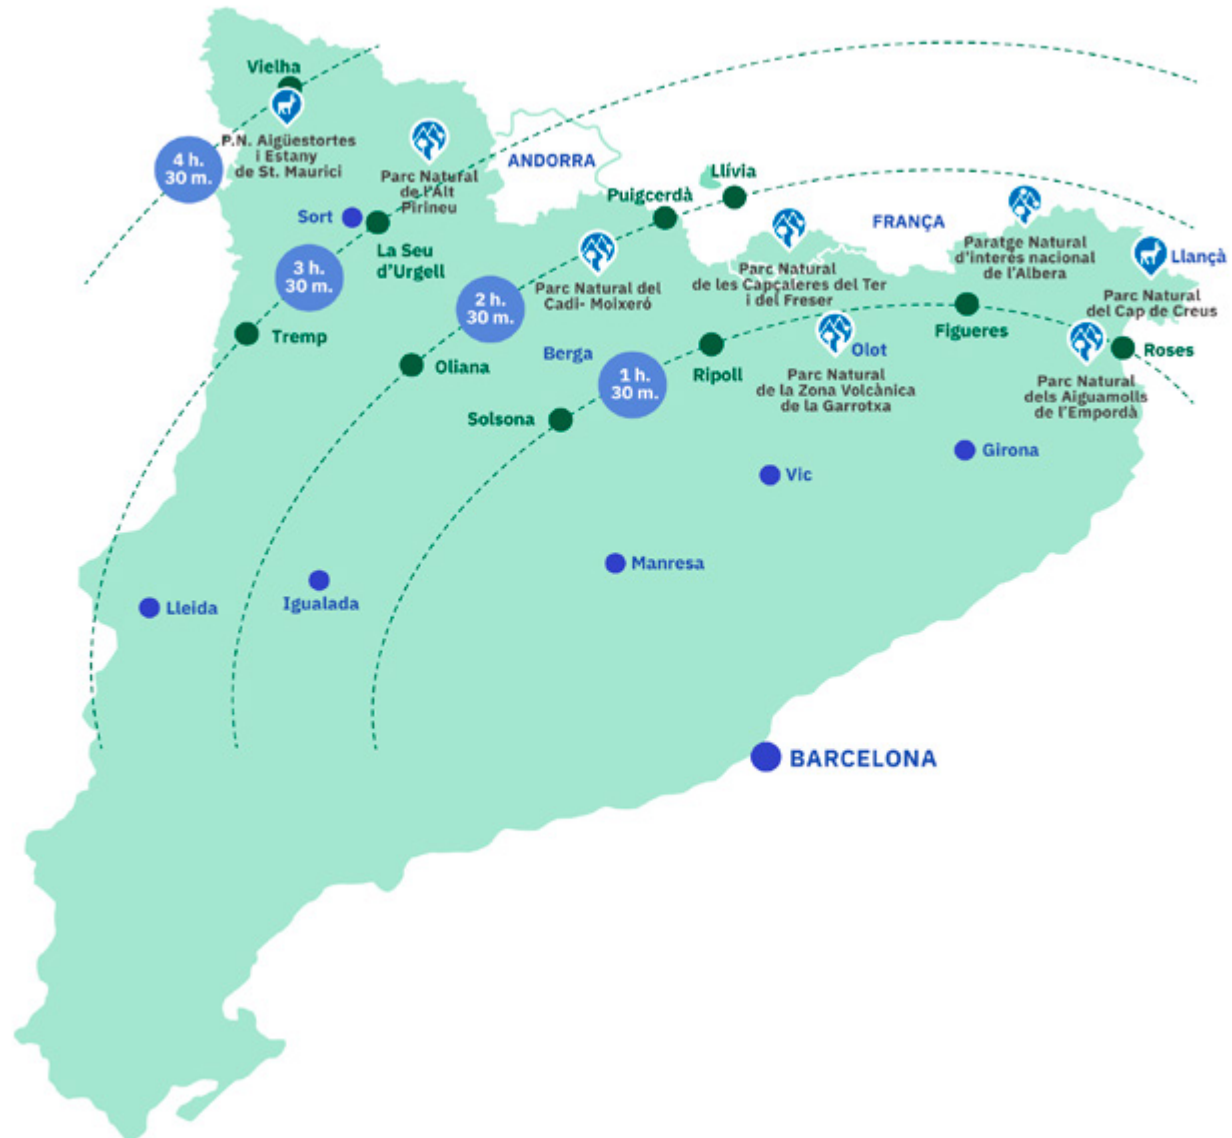 Vielha
P.N. Aigüestortes
i Estany
de St. Maurici
4 h.
30 m.
Parc Natural
de l'Alt
Pirineu
ANDORRA
Llívia
Puigcerdà
FRANÇA
Sort
La Seu
d'Urgell
3 h.
30 m.
2 h.
30 m.
Parc Natural del
Cadi- Moixeró
Parc Natural
de les Capçaleres del Ter
i del Freser
Paratge Natural
d'interès nacional
de l'Albera
Llançà
Parc Natural
del Cap de Creus
Tremp
Oliana
Berga
1 h.
30 m.
Ripoll
Olot
Parc Natural
de la Zona Volcànica
de la Garrotxa
Figueres
Roses
Parc Natural
dels Aiguamolls
de l'Empordà
Solsona
Girona
Vic
Manresa
Igualada
Lleida
BARCELONA